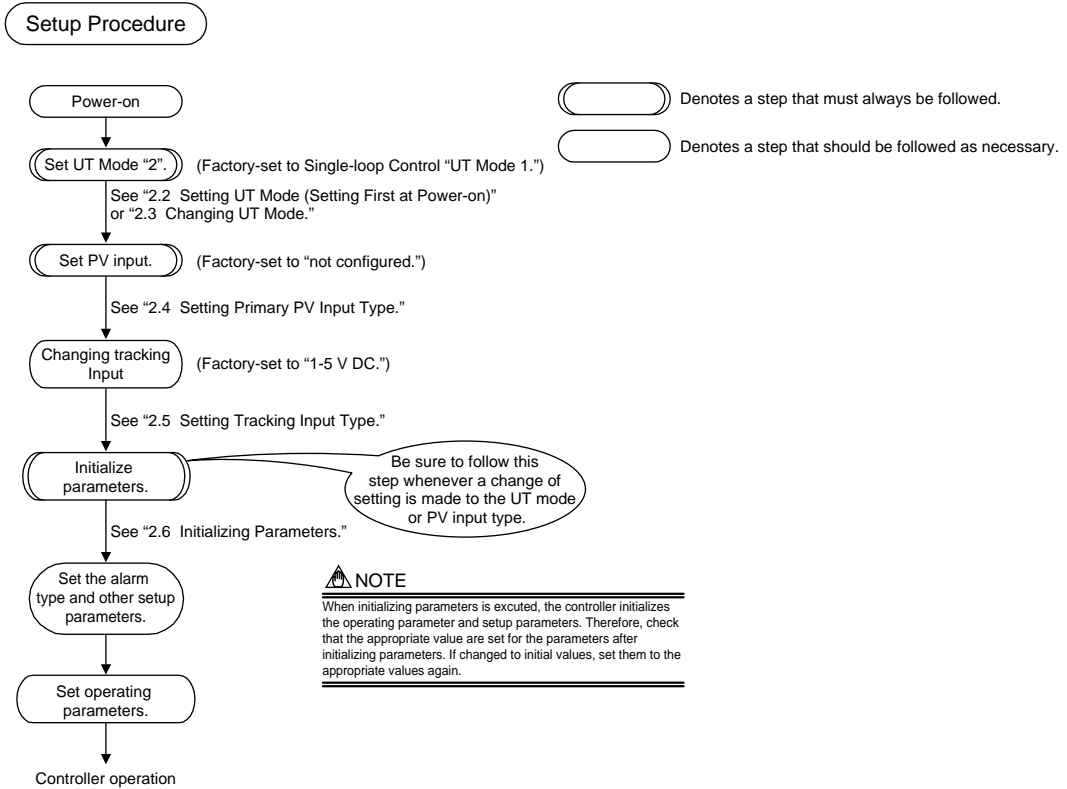 Setup Procedure
Power-on
Denotes a step that must always be followed.
Denotes a step that should be followed as necessary.
Set UT Mode “2”.
(Factory-set to Single-loop Control “UT Mode 1.”)
See “2.2 Setting UT Mode (Setting First at Power-on)”
or “2.3 Changing UT Mode.”
Set PV input.
(Factory-set to “not configured.”)
See “2.4 Setting Primary PV Input Type.”
Changing tracking
Input
(Factory-set to “1-5 V DC.”)
See “2.5 Setting Tracking Input Type.”
Initialize
parameters.
Be sure to follow this
step whenever a change of
setting is made to the UT mode
or PV input type.
See “2.6 Initializing Parameters.”
Set the alarm
type and other setup
parameters.
NOTE
When initializing parameters is excuted, the controller initializes
the operating parameter and setup parameters. Therefore, check
that the appropriate value are set for the parameters after
initializing parameters. If changed to initial values, set them to the
appropriate values again.
Set operating
parameters.
Controller operation